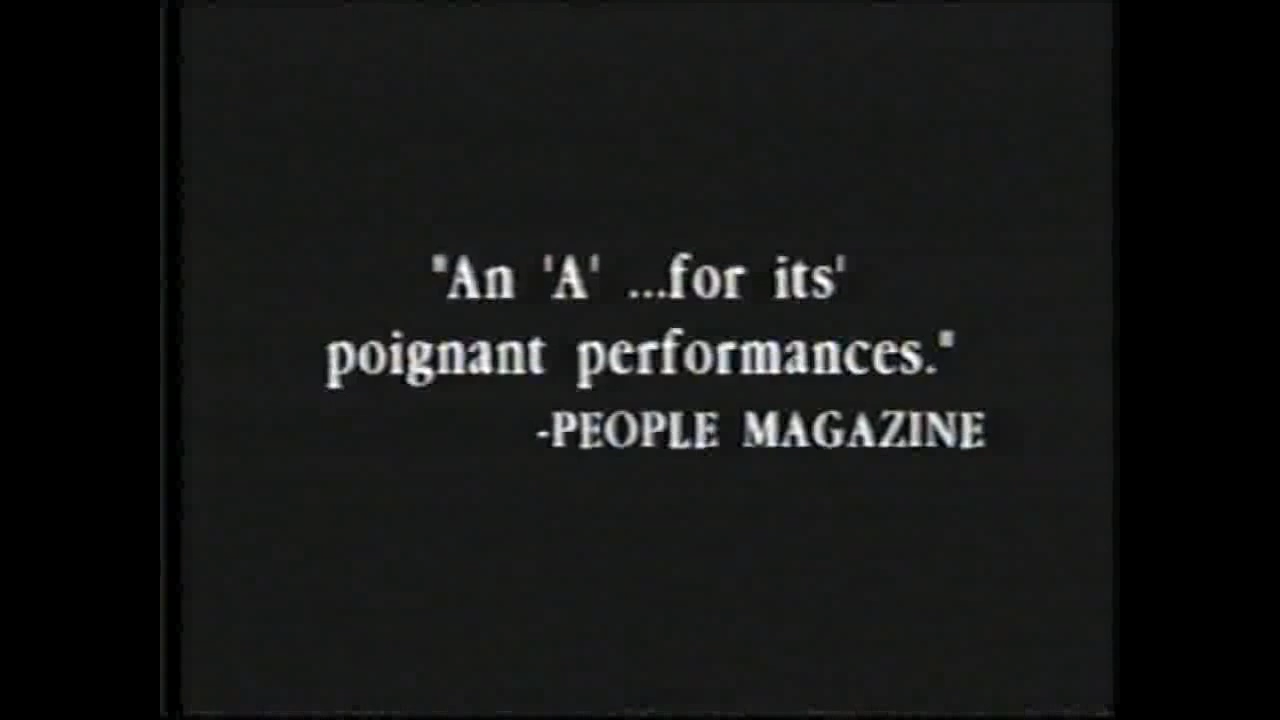 "An 'A' ...for its'
poignant performances."
-PEOPLE MAGAZINE